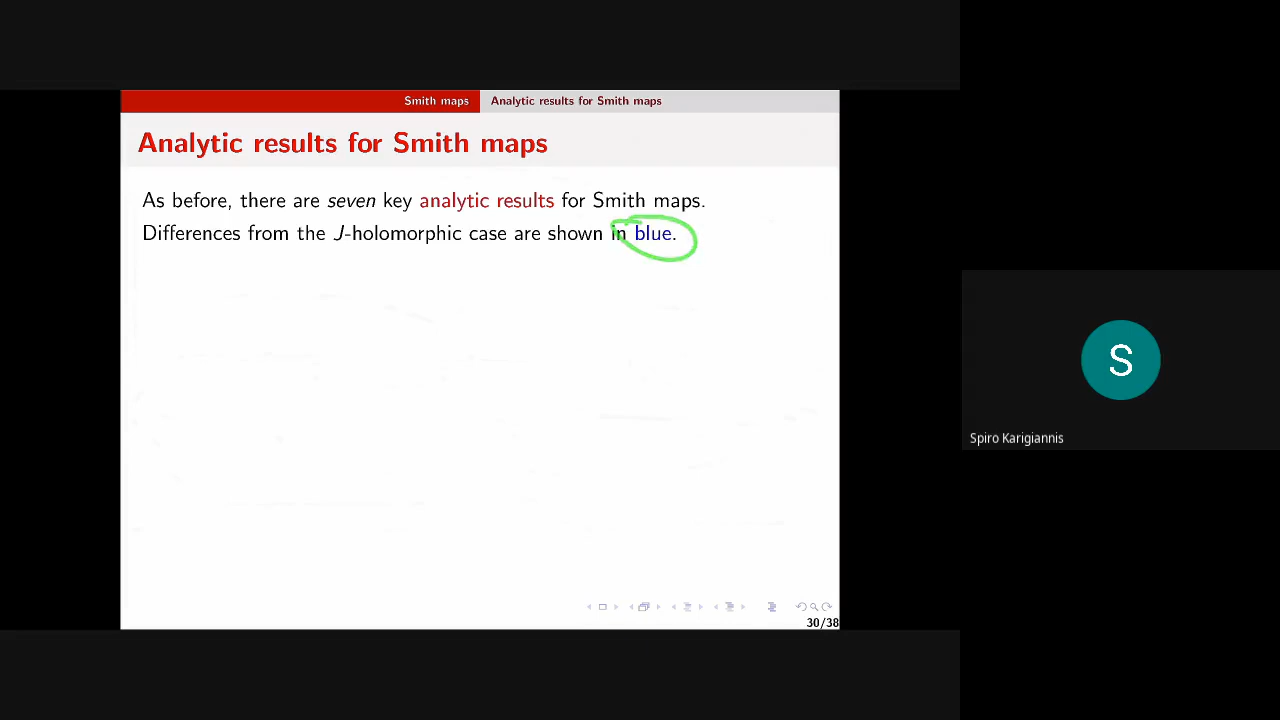 Smith maps
Analytic results for Smith maps
Analytic results for Smith maps
As before, there are seven key analytic results for Smith maps.
Differences from the J-holomorphic case are shown in blue.
30/38
S
Spiro Karigiannis